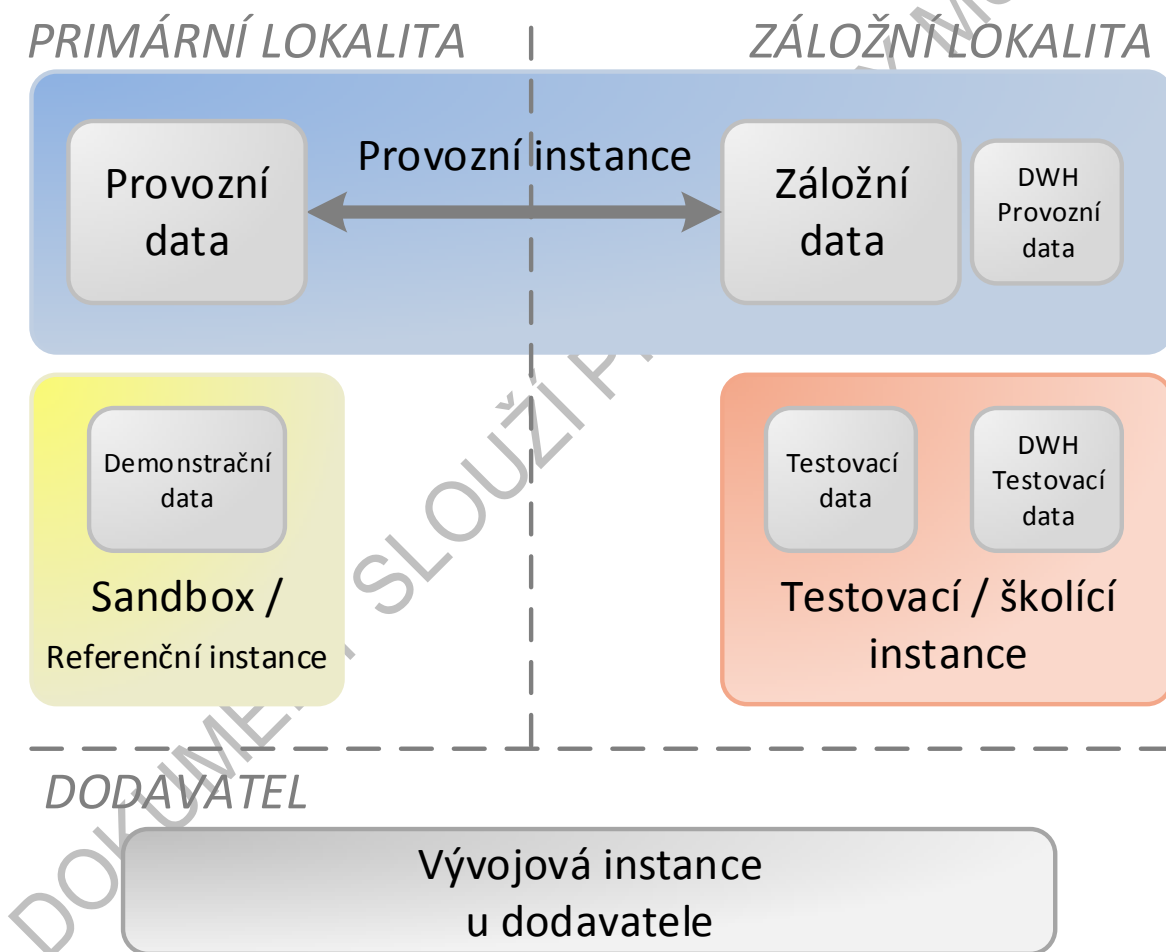 PRIMÁRNÍ LOKALITA
ZÁLOŽNÍ LOKALITA
Provozní instance
Provozní
data
Záložní
data
DWH
Provozní
data
Demonstrační
data
Sandbox /
Referenční instance
Testovací
data
DWH
Testovací
data
Testovací / školící
instance
DODAVATEL
Vývojová instance
u dodavatele
SLOUŽÍ